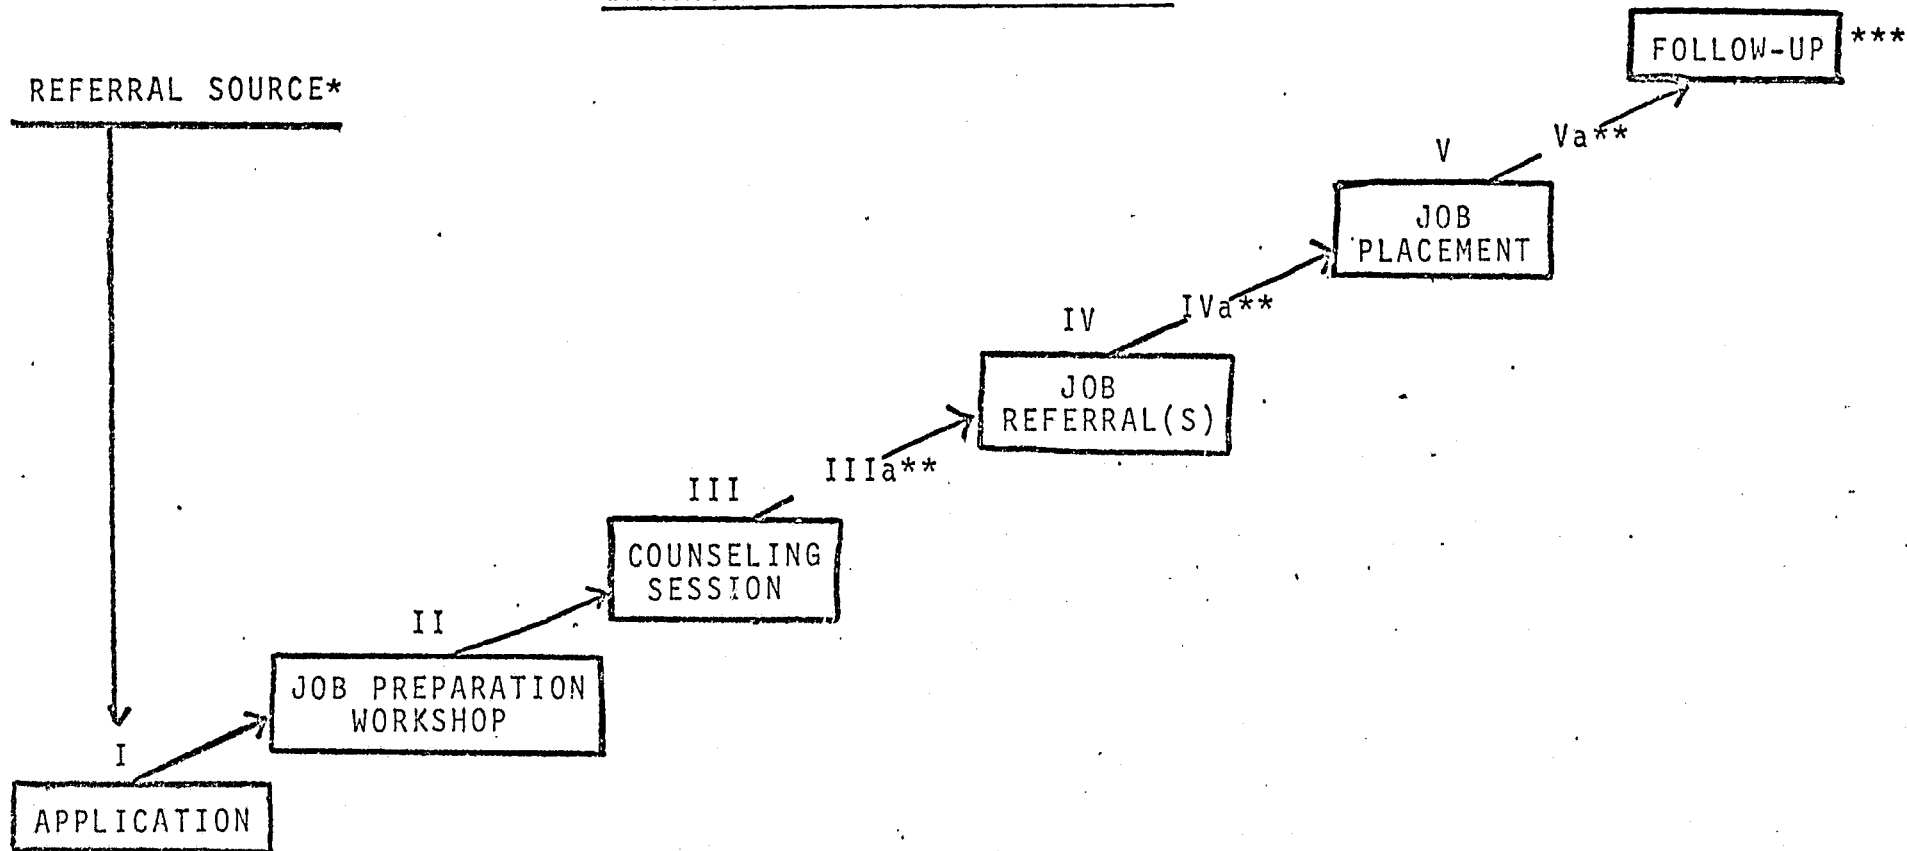 FOLLOW-UP ***
REFERRAL SOURCE*
Va**
V
JOB
PLACEMENT
IVa**
IV
JOB
REFERRAL(S)
IIIa**
III
COUNSELING
SESSION
II
JOB PREPARATION
WORKSHOP
I
APPLICATION